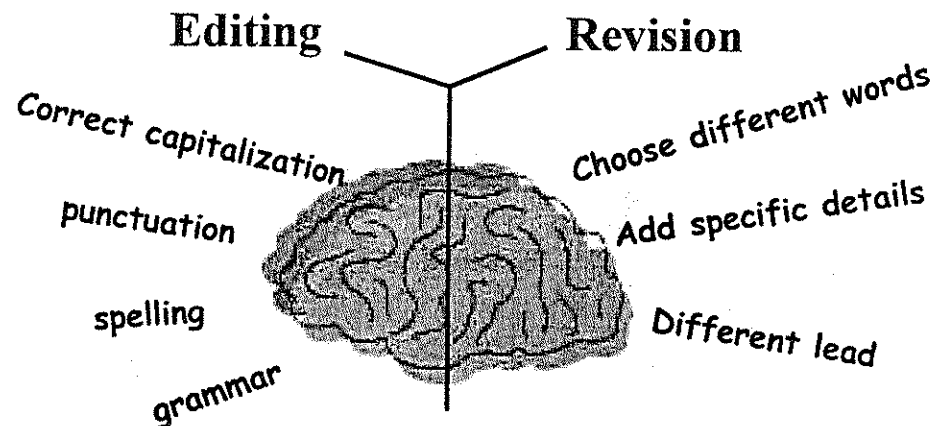 Editing
Revision
Correct capitalization
punctuation
spelling
grammar
Choose different words
Add specific details
Different lead